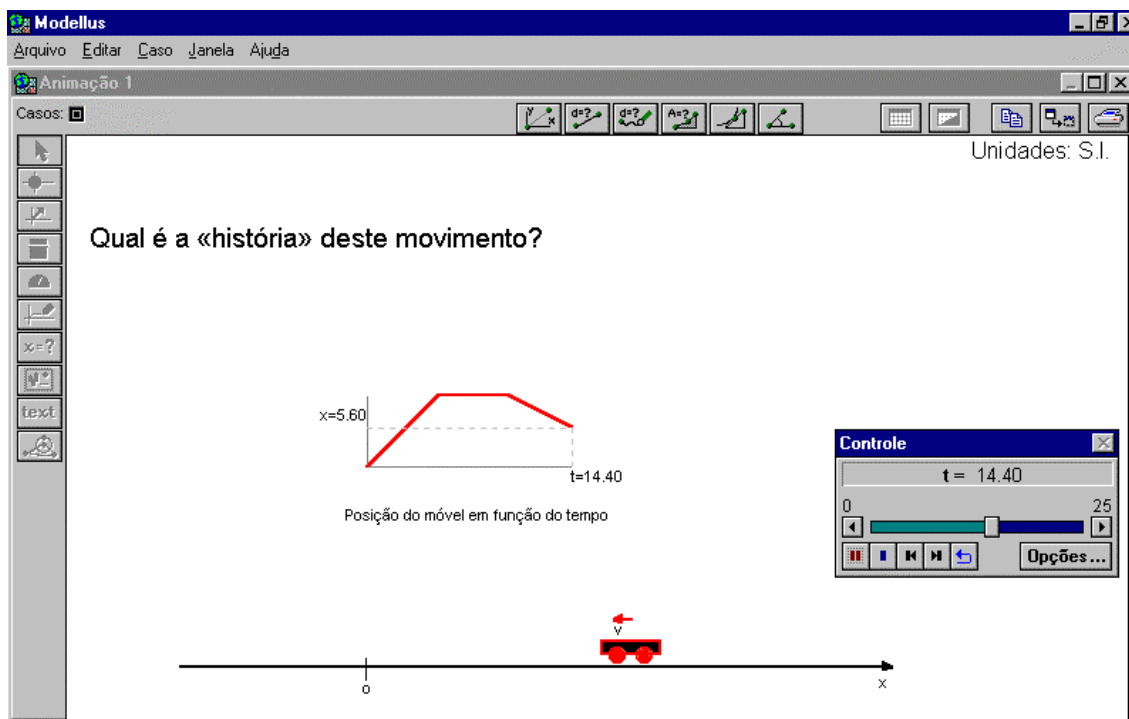 Modellus
Arquivo Editar Caso Janela Ajuda
Animação 1
Casos:
y x d=? d=? A=?
Unidades: S.I.
x=?
text
Qual é a «história» deste movimento?
x=5.60
t=14.40
Posição do móvel em função do tempo
Controle
t = 14.40
0 25
Opções...
v
o
x